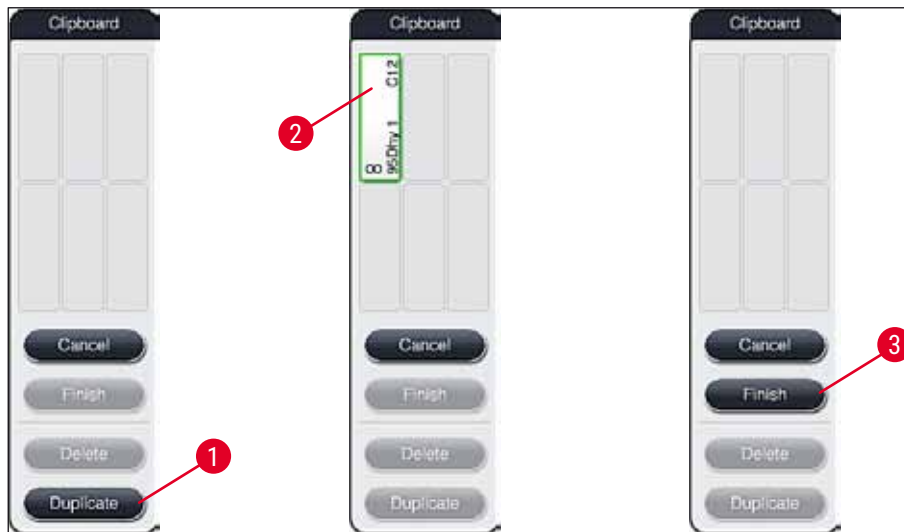 Clipboard
Cancel
Finish
Delete
Duplicate
1
Clipboard
C12
95Dhy 1
8
2
Cancel
Finish
Delete
Duplicate
Clipboard
Cancel
Finish
3
Delete
Duplicate